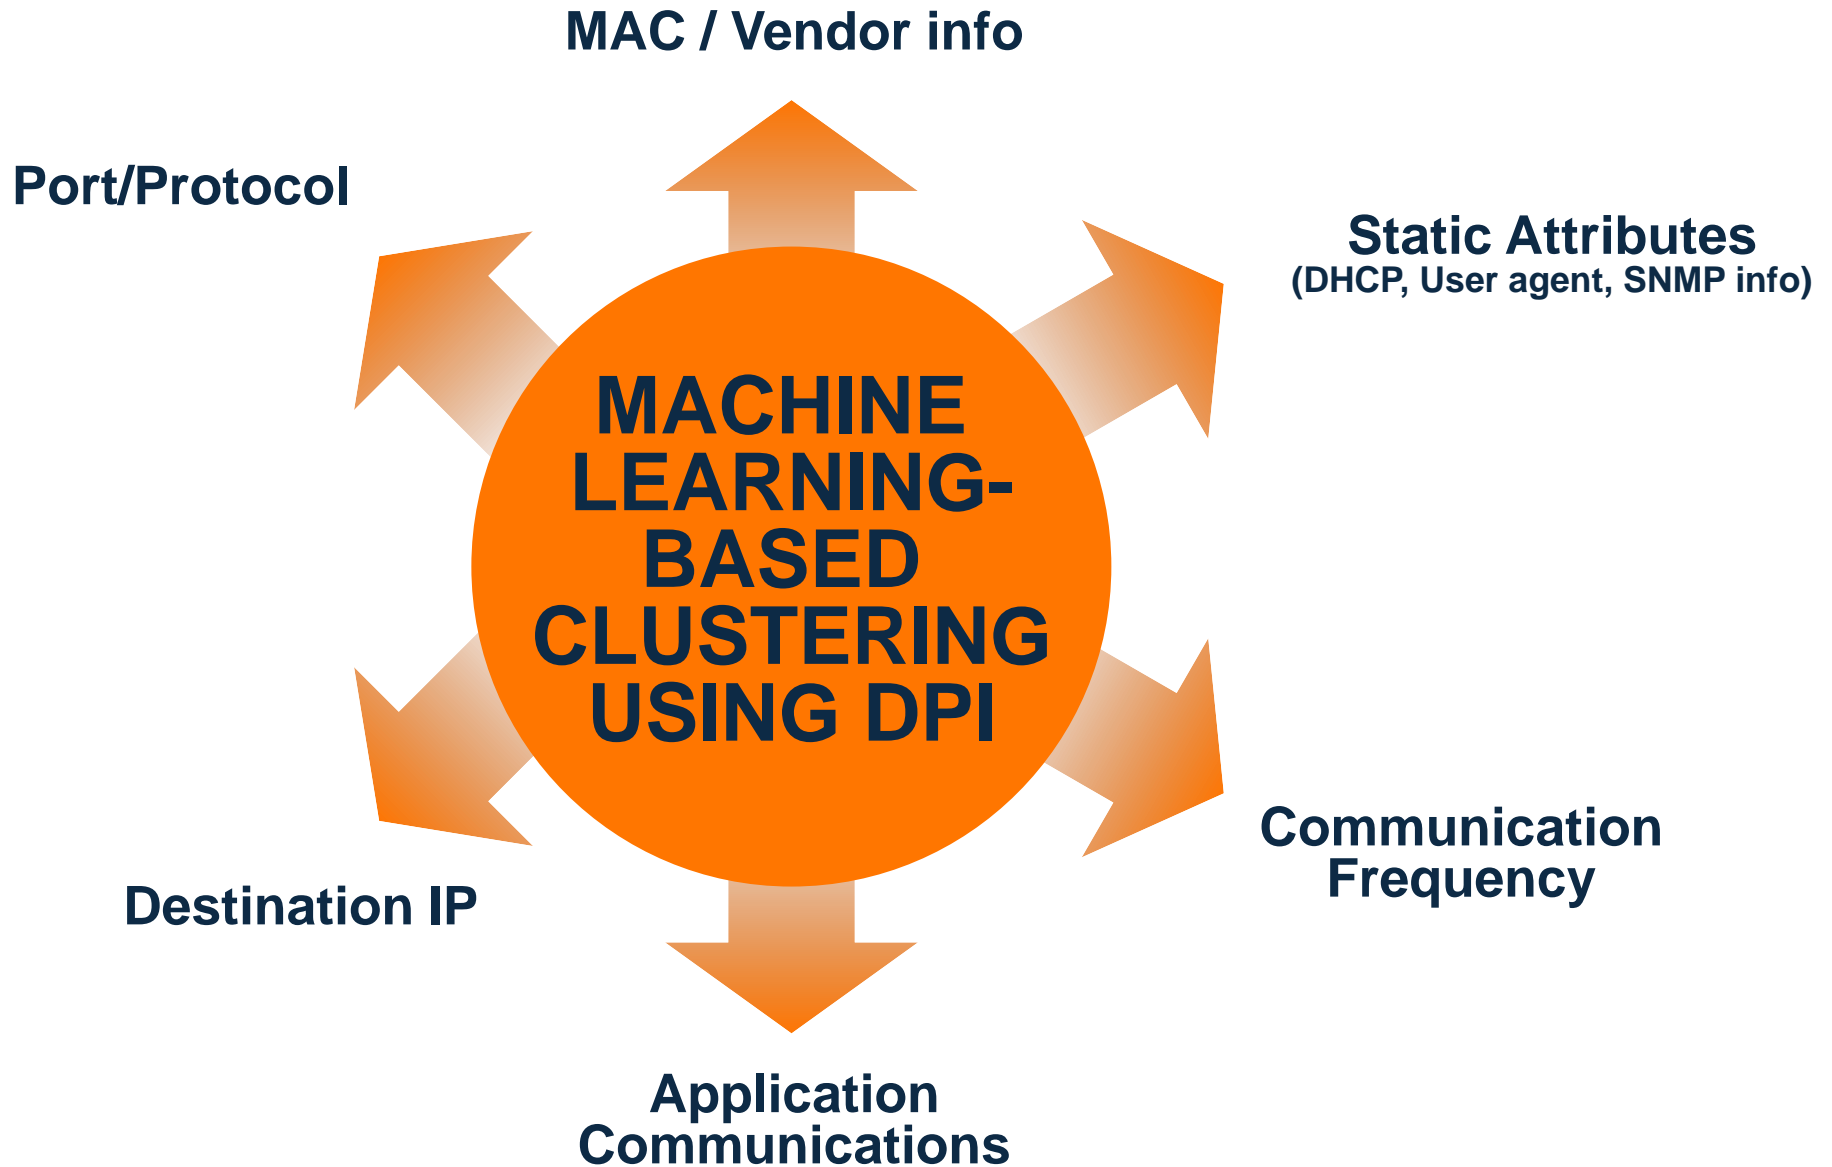 MAC / Vendor info
Port/Protocol
Static Attributes
(DHCP, User agent, SNMP info)
MACHINE
LEARNING-
BASED
CLUSTERING
USING DPI
Communication
Frequency
Destination IP
Application
Communications